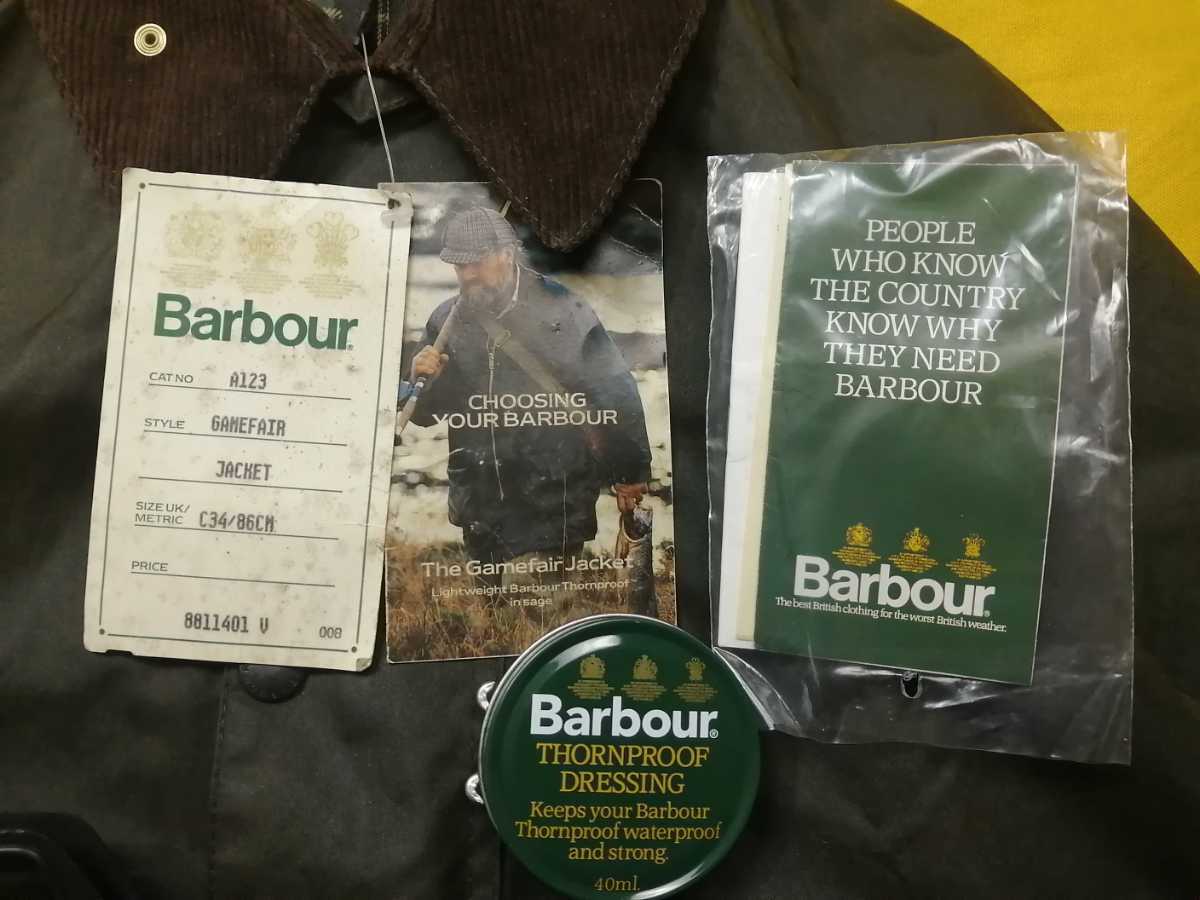 Barbour®
CAT NO A123
STYLE GAMEFAIR
JACKET
SIZE UK/
METRIC C34/86CM
PRICE
8811401 V 008
CHOOSING
YOUR BARBOUR
The Gamefair Jacket
Lightweight Barbour Thornproof
in sage
PEOPLE
WHO KNOW
THE COUNTRY
KNOW WHY
THEY NEED
BARBOUR
Barbour®
The best British clothing for the worst British weather.
Barbour®
THORNPROOF
DRESSING
Keeps your Barbour
Thornproof waterproof
and strong.
40ml.